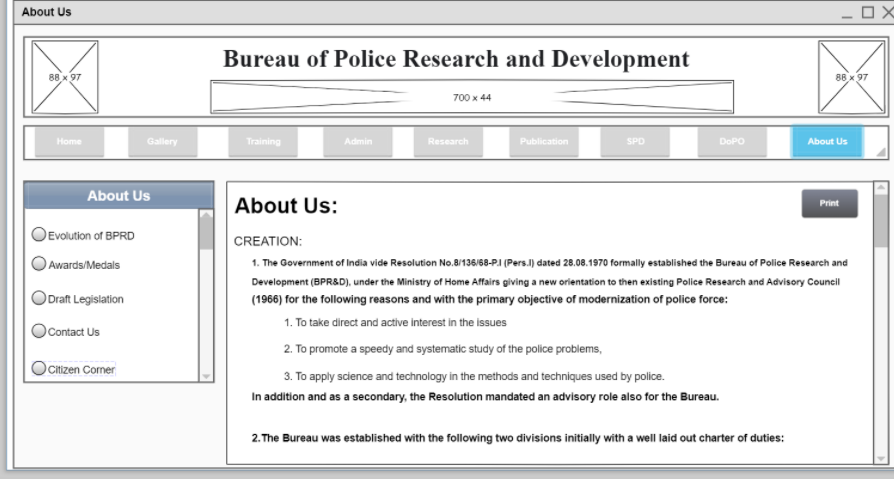 About Us
Bureau of Police Research and Development
88 x 97
700 x 44
88 x 97
Home Gallery Training Admin Research Publication SPD DoPO About Us
About Us
Evolution of BPRD
Awards/Medals
Draft Legislation
Contact Us
Citizen Corner
About Us:
Print
CREATION:
1. The Government of India vide Resolution No.8/136/68-P.I (Pers.I) dated 28.08.1970 formally established the Bureau of Police Research and
Development (BPR&D), under the Ministry of Home Affairs giving a new orientation to then existing Police Research and Advisory Council
(1966) for the following reasons and with the primary objective of modernization of police force:
1. To take direct and active interest in the issues
2. To promote a speedy and systematic study of the police problems,
3. To apply science and technology in the methods and techniques used by police.
In addition and as a secondary, the Resolution mandated an advisory role also for the Bureau.
2.The Bureau was established with the following two divisions initially with a well laid out charter of duties: